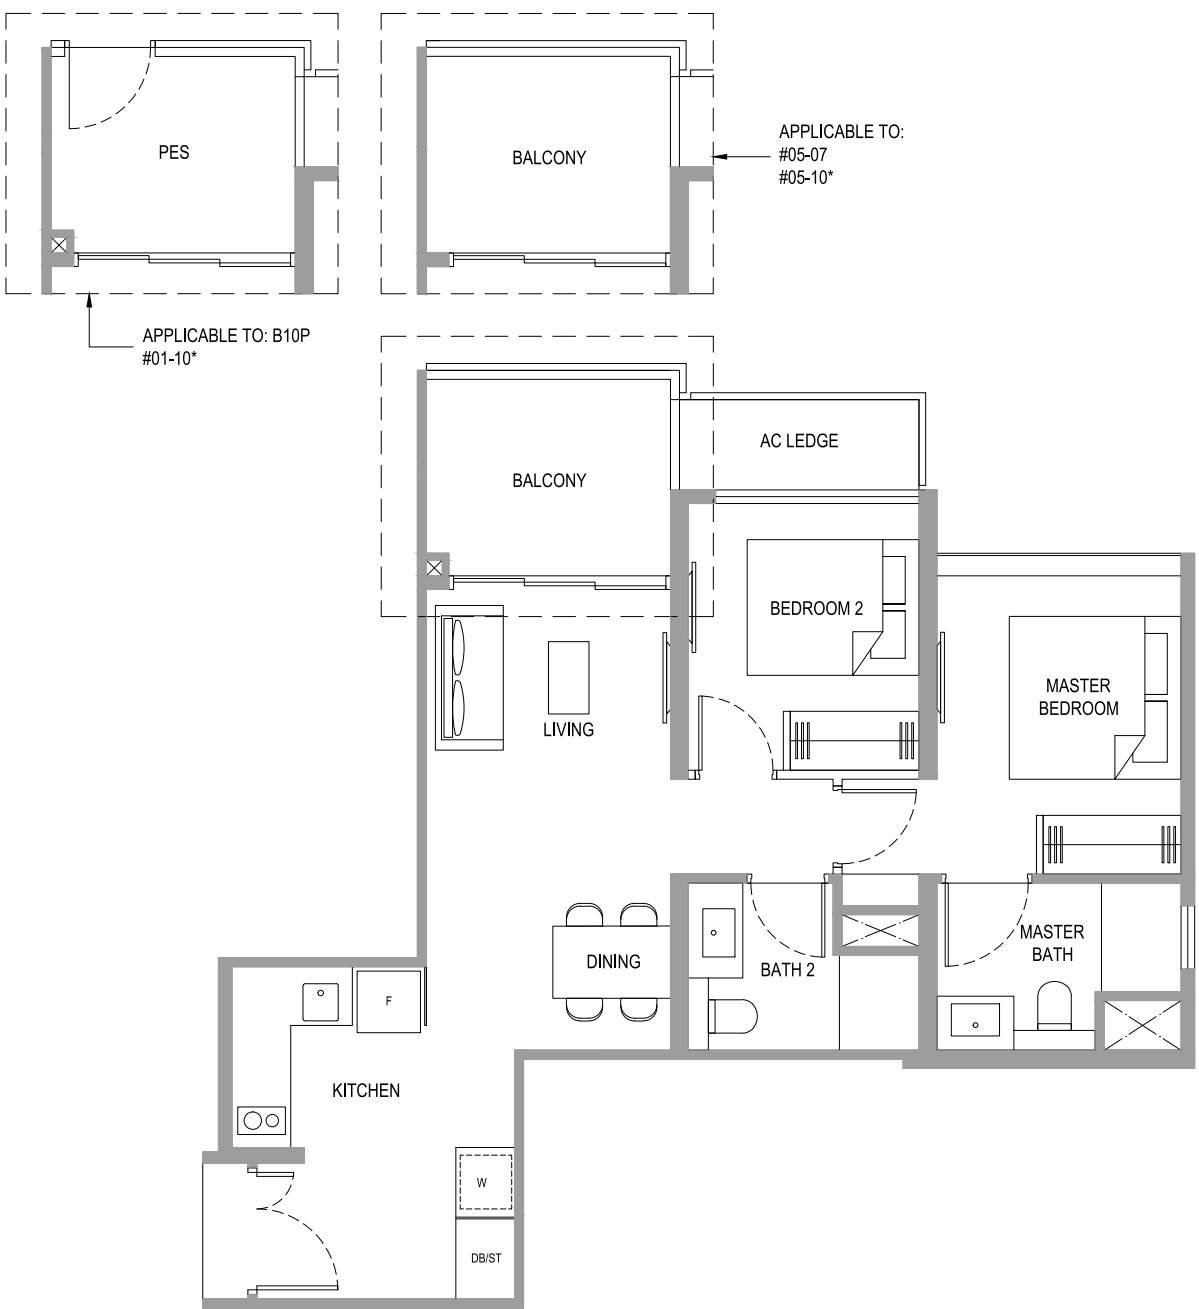 PES
BALCONY
APPLICABLE TO:
#05-07
#05-10*
APPLICABLE TO: B10P
#01-10*
AC LEDGE
BALCONY
BEDROOM 2
MASTER
BEDROOM
LIVING
DINING
BATH 2
MASTER
BATH
F
KITCHEN
W
DB/ST